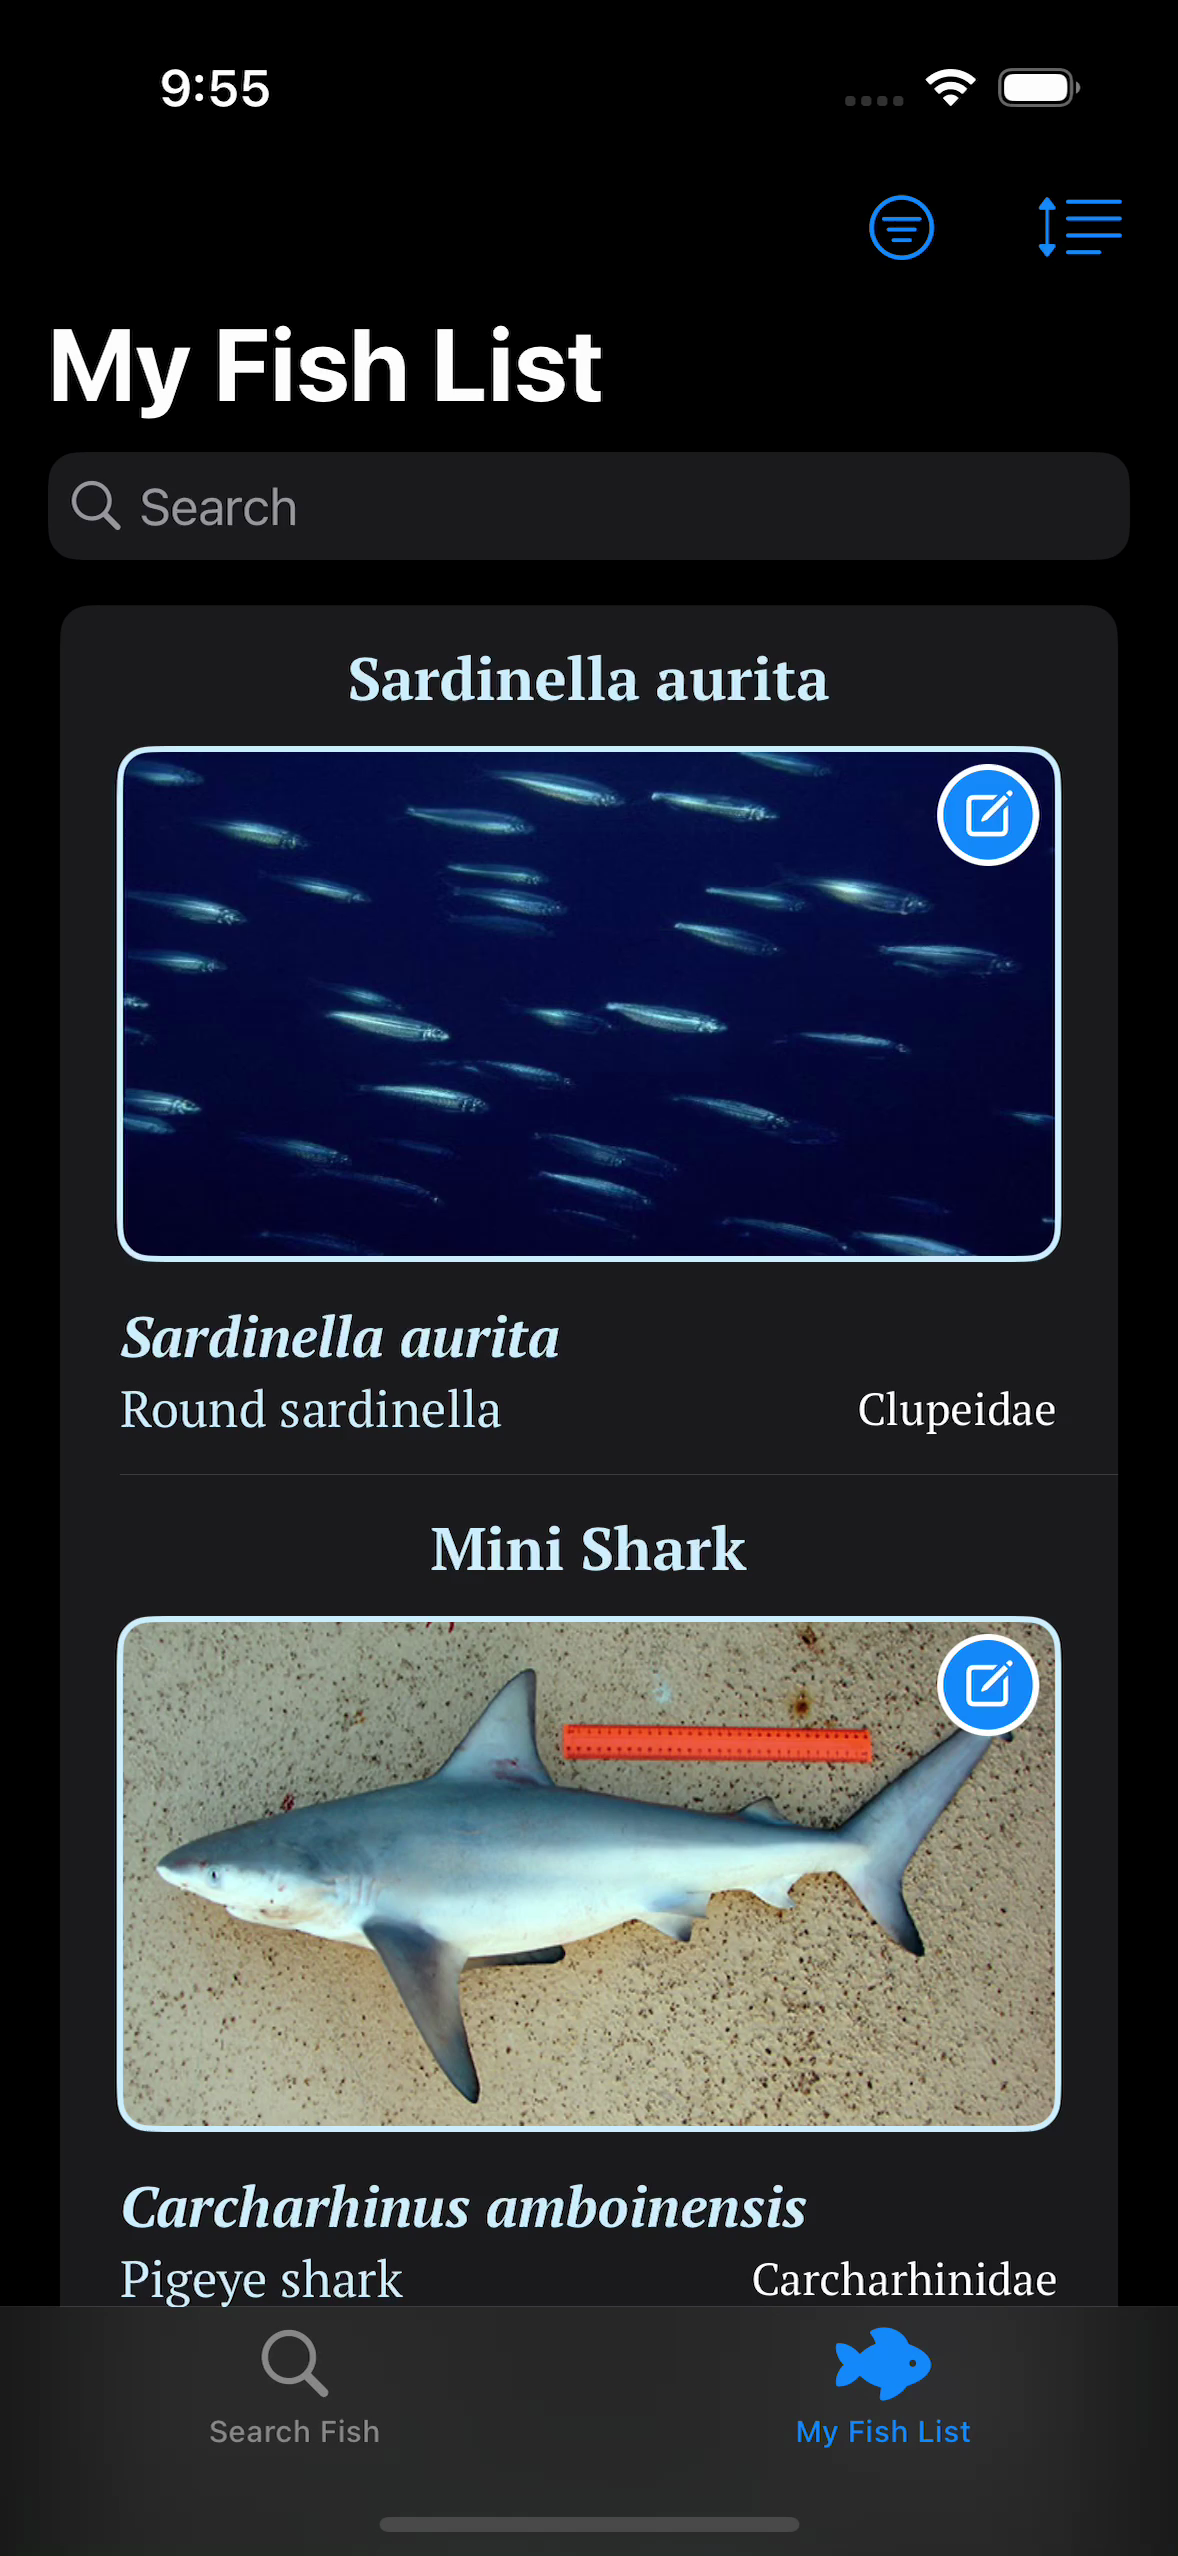 9:55
My Fish List
Search
Sardinella aurita
Sardinella aurita
Round sardinella
Clupeidae
Mini Shark
Carcharhinus amboinensis
Pigeye shark
Carcharhinidae
Search Fish
My Fish List